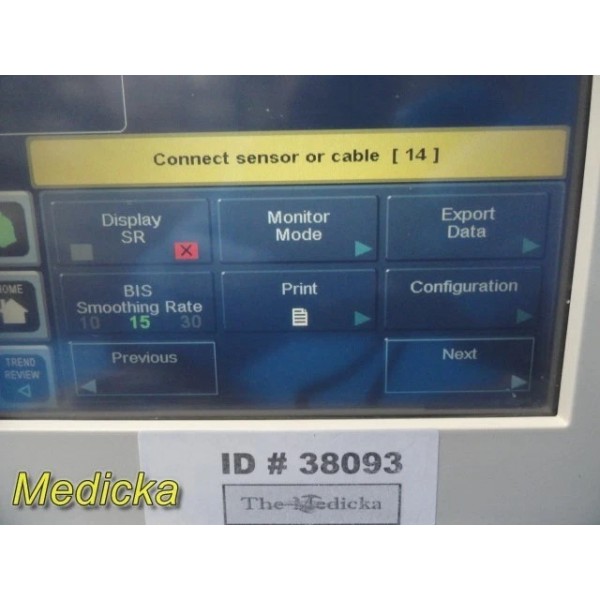 Connect sensor or cable [ 14 ]
Display
SR
Monitor
Mode
Export
Data
HOME
BIS
Smoothing Rate
10 15 30
Print
Configuration
TREND
REVIEW
Previous
Next
ID # 38093
Medicka
The Medicka